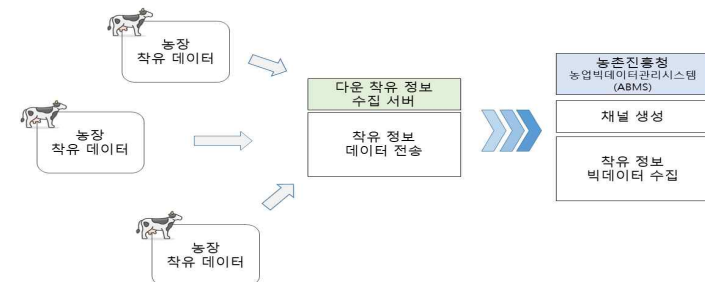 농장
착유 데이터
농장
착유 데이터
농장
착유 데이터
다운 착유 정보
수집 서버
착유 정보
데이터 전송
농촌진흥청
농업빅데이터관리시스템
(ABMS)
채널 생성
착유 정보
빅데이터 수집